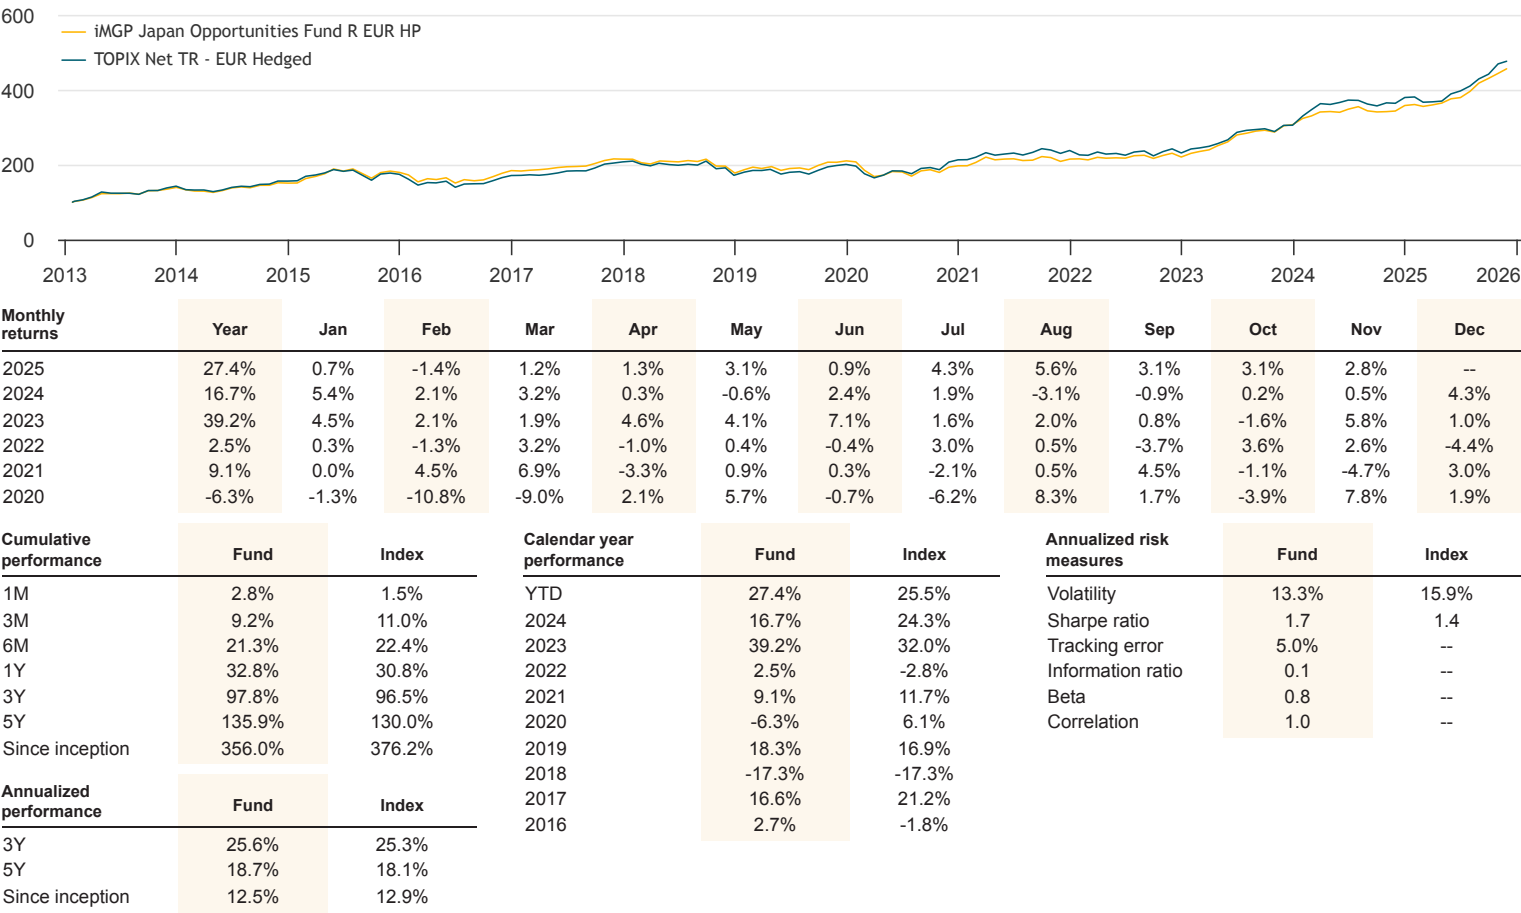 600
iMGP Japan Opportunities Fund R EUR HP
TOPIX Net TR - EUR Hedged
400
200
0
2013 2014 2015 2016 2017 2018 2019 2020 2021 2022 2023 2024 2025 2026
Monthly
returns Year Jan Feb Mar Apr May Jun Jul Aug Sep Oct Nov Dec
2025 27.4% 0.7% -1.4% 1.2% 1.3% 3.1% 0.9% 4.3% 5.6% 3.1% 3.1% 2.8% --
2024 16.7% 5.4% 2.1% 3.2% 0.3% -0.6% 2.4% 1.9% -3.1% -0.9% 0.2% 0.5% 4.3%
2023 39.2% 4.5% 2.1% 1.9% 4.6% 4.1% 7.1% 1.6% 2.0% 0.8% -1.6% 5.8% 1.0%
2022 2.5% 0.3% -1.3% 3.2% -1.0% 0.4% -0.4% 3.0% 0.5% -3.7% 3.6% 2.6% -4.4%
2021 9.1% 0.0% 4.5% 6.9% -3.3% 0.9% 0.3% -2.1% 0.5% 4.5% -1.1% -4.7% 3.0%
2020 -6.3% -1.3% -10.8% -9.0% 2.1% 5.7% -0.7% -6.2% 8.3% 1.7% -3.9% 7.8% 1.9%
Cumulative
performance Fund Index
1M 2.8% 1.5%
3M 9.2% 11.0%
6M 21.3% 22.4%
1Y 32.8% 30.8%
3Y 97.8% 96.5%
5Y 135.9% 130.0%
Since inception 356.0% 376.2%
Annualized
performance Fund Index
3Y 25.6% 25.3%
5Y 18.7% 18.1%
Since inception 12.5% 12.9%
Calendar year
performance Fund Index
YTD 27.4% 25.5%
2024 16.7% 24.3%
2023 39.2% 32.0%
2022 2.5% -2.8%
2021 9.1% 11.7%
2020 -6.3% 6.1%
2019 18.3% 16.9%
2018 -17.3% -17.3%
2017 16.6% 21.2%
2016 2.7% -1.8%
Annualized risk
measures Fund Index
Volatility 13.3% 15.9%
Sharpe ratio 1.7 1.4
Tracking error 5.0% --
Information ratio 0.1 --
Beta 0.8 --
Correlation 1.0 --